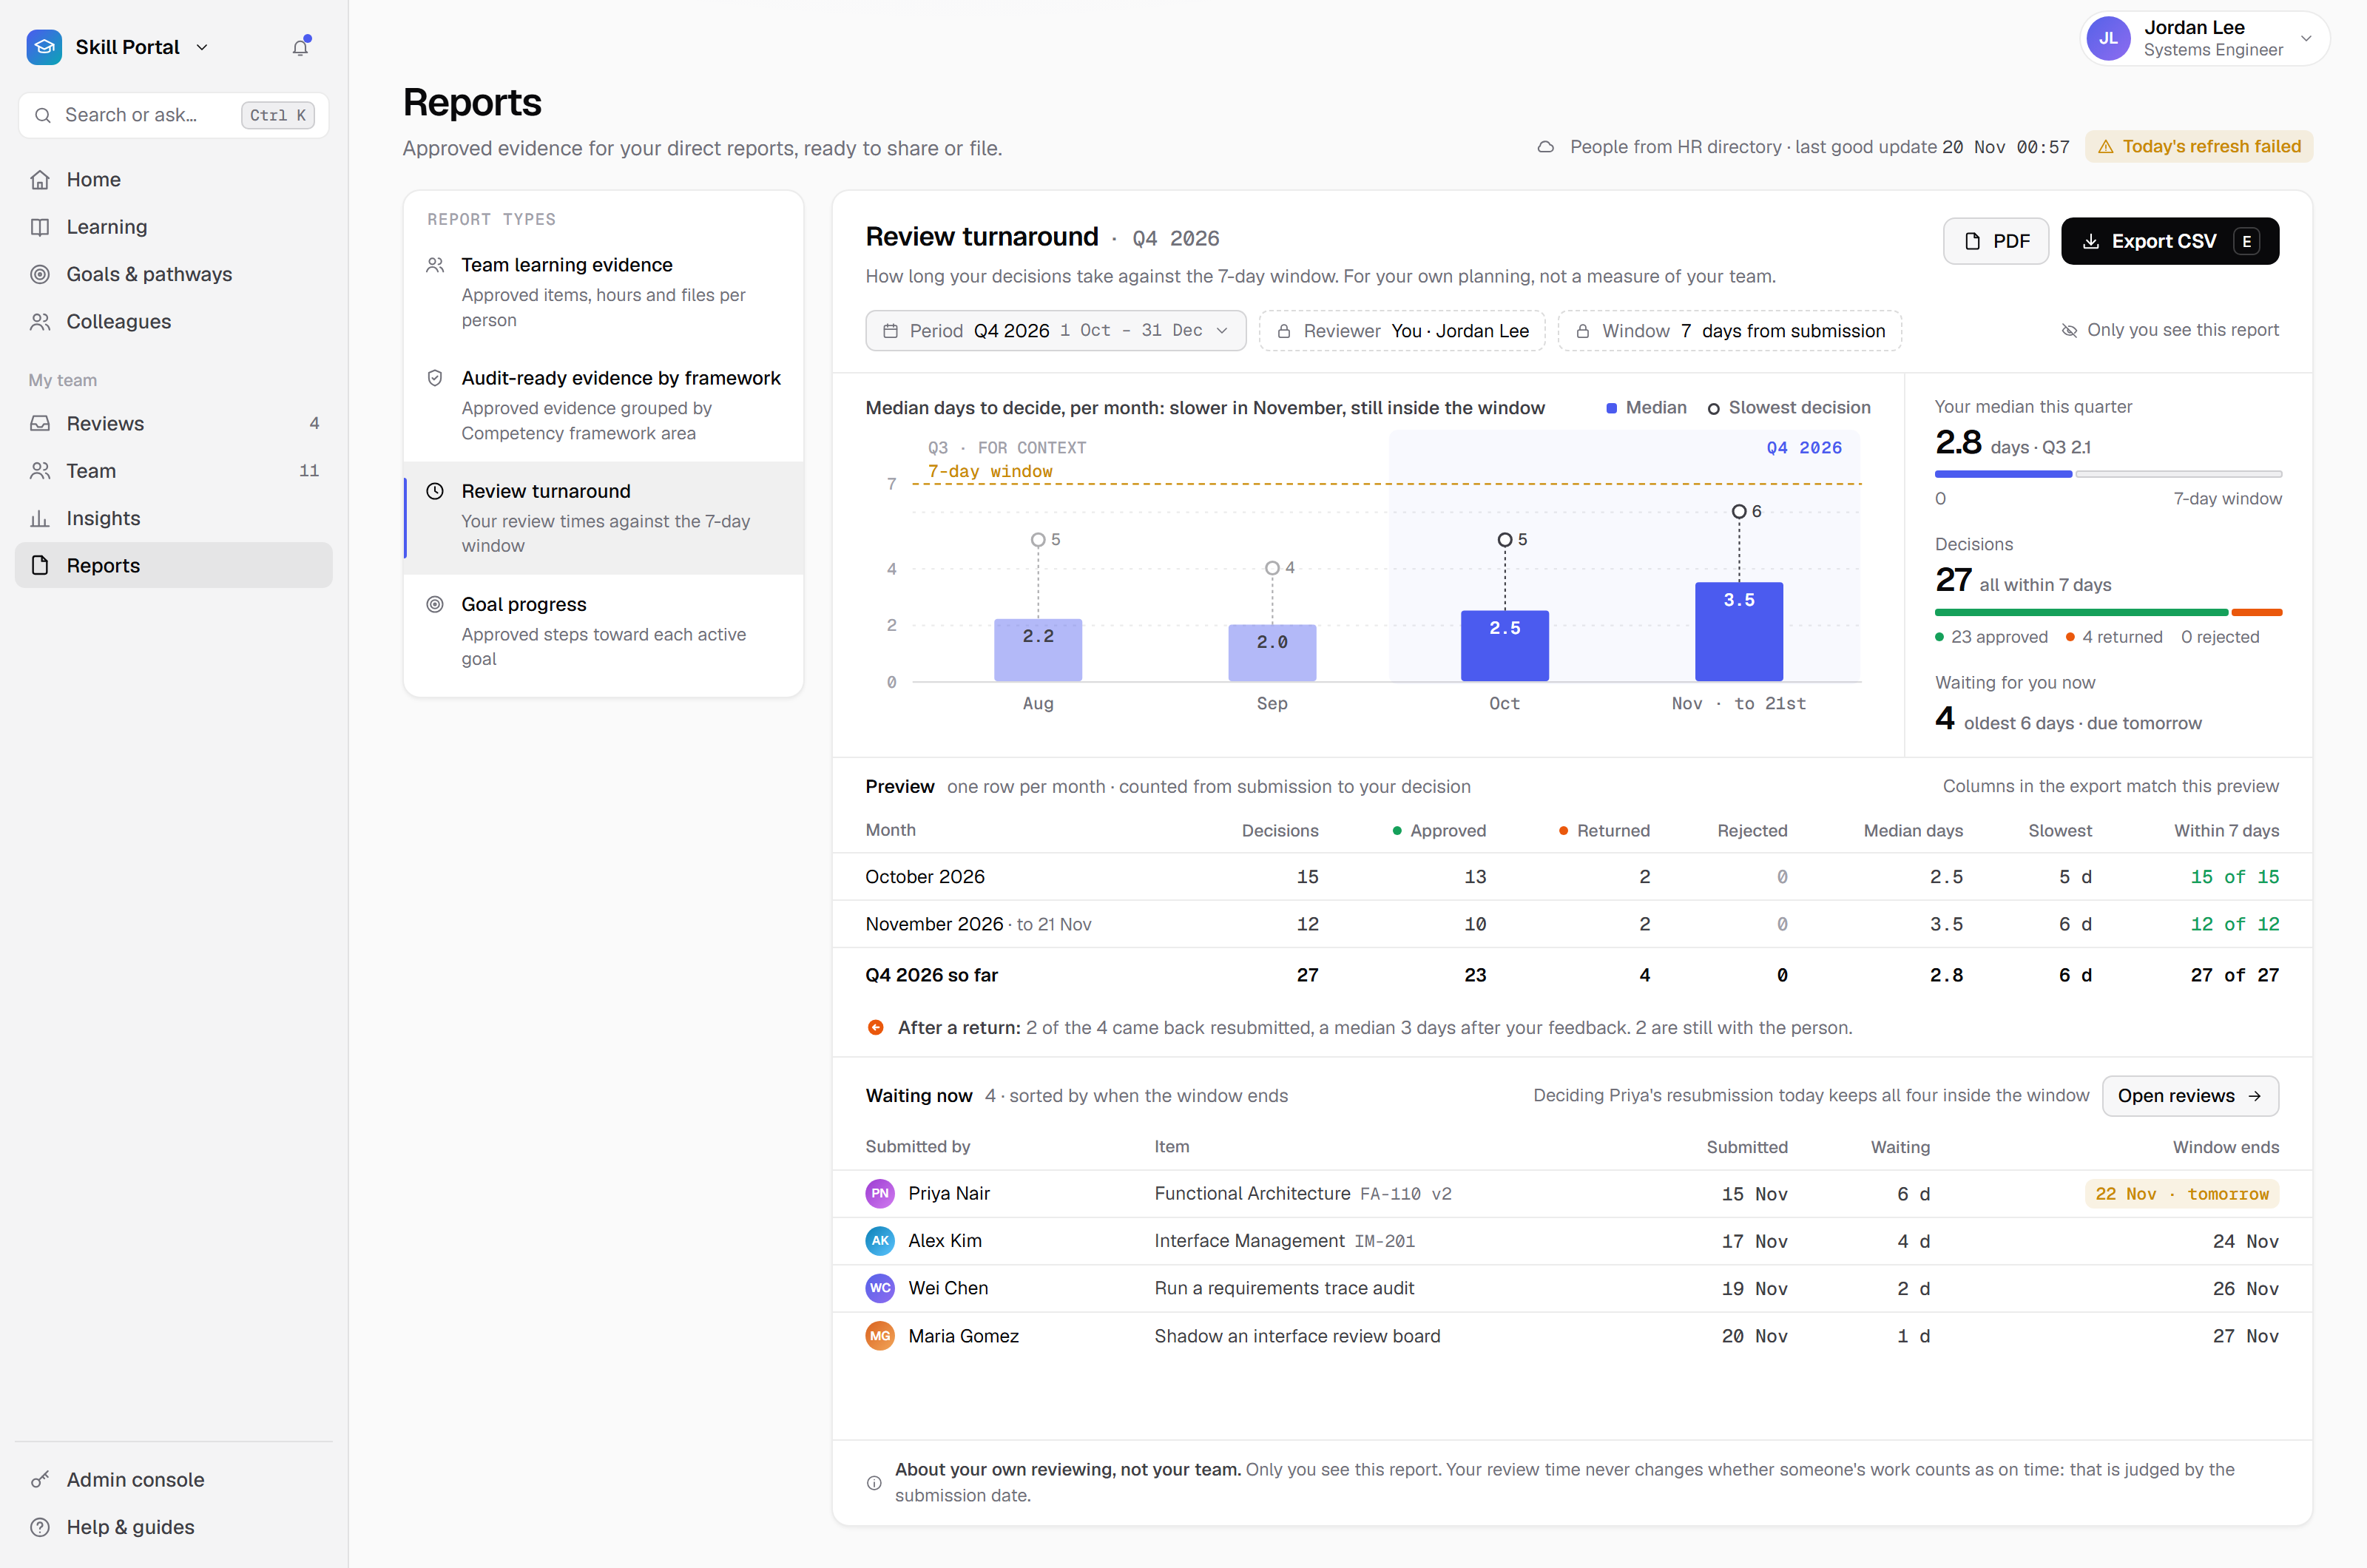 Skill Portal
Search or ask...
Ctrl K
Home
Learning
Goals & pathways
Colleagues
My team
Reviews 4
Team 11
Insights
Reports
Admin console
Help & guides
JL
Jordan Lee
Systems Engineer
Reports
Approved evidence for your direct reports, ready to share or file.
People from HR directory · last good update 20 Nov 00:57
Today's refresh failed
REPORT TYPES
Team learning evidence
Approved items, hours and files per
person
Audit-ready evidence by framework
Approved evidence grouped by
Competency framework area
Review turnaround
Your review times against the 7-day
window
Goal progress
Approved steps toward each active
goal
Review turnaround · Q4 2026
PDF
Export CSV E
How long your decisions take against the 7-day window. For your own planning, not a measure of your team.
Period Q4 2026 1 Oct – 31 Dec
Reviewer You · Jordan Lee
Window 7 days from submission
Only you see this report
Median days to decide, per month: slower in November, still inside the window
Median
Slowest decision
Q3 · FOR CONTEXT
Q4 2026
7-day window
7
4
2
0
5
4
5
6
2.2
2.0
2.5
3.5
Aug
Sep
Oct
Nov · to 21st
Your median this quarter
2.8 days · Q3 2.1
0 7-day window
Decisions
27 all within 7 days
23 approved 4 returned 0 rejected
Waiting for you now
4 oldest 6 days · due tomorrow
Preview one row per month · counted from submission to your decision
Columns in the export match this preview
Month Decisions Approved Returned Rejected Median days Slowest Within 7 days
October 2026 15 13 2 0 2.5 5 d 15 of 15
November 2026 · to 21 Nov 12 10 2 0 3.5 6 d 12 of 12
Q4 2026 so far 27 23 4 0 2.8 6 d 27 of 27
After a return: 2 of the 4 came back resubmitted, a median 3 days after your feedback. 2 are still with the person.
Waiting now 4 · sorted by when the window ends
Deciding Priya's resubmission today keeps all four inside the window
Open reviews
Submitted by Item Submitted Waiting Window ends
PN Priya Nair Functional Architecture FA-110 v2 15 Nov 6 d 22 Nov · tomorrow
AK Alex Kim Interface Management IM-201 17 Nov 4 d 24 Nov
WC Wei Chen Run a requirements trace audit 19 Nov 2 d 26 Nov
MG Maria Gomez Shadow an interface review board 20 Nov 1 d 27 Nov
About your own reviewing, not your team. Only you see this report. Your review time never changes whether someone's work counts as on time: that is judged by the
submission date.